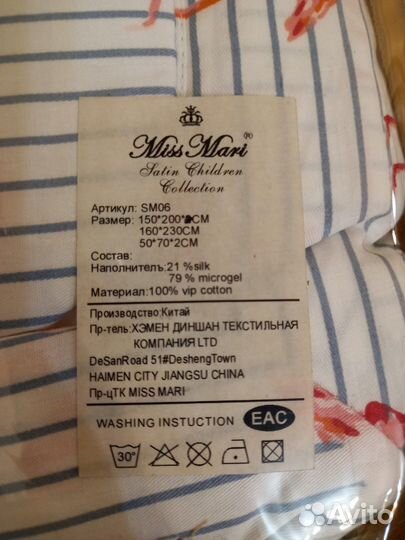 Miss Mari®
Satin Children
Collection
Артикул: SM06
Размер: 150*200*2CM
160*230CM
50*70*2CM
Состав:
Наполнитель:21 %silk
79 % microgel
Материал:100% vip cotton
Производство:Китай
Пр-тель:ХЭМЕН ДИНШАН ТЕКСТИЛЬНАЯ
КОМПАНИЯ LTD
DeSanRoad 51#DeshengTown
HAIMEN CITY JIANGSU CHINA
Пр-цТК MISS MARI
WASHING INSTUCTION EAC
30°
Avito